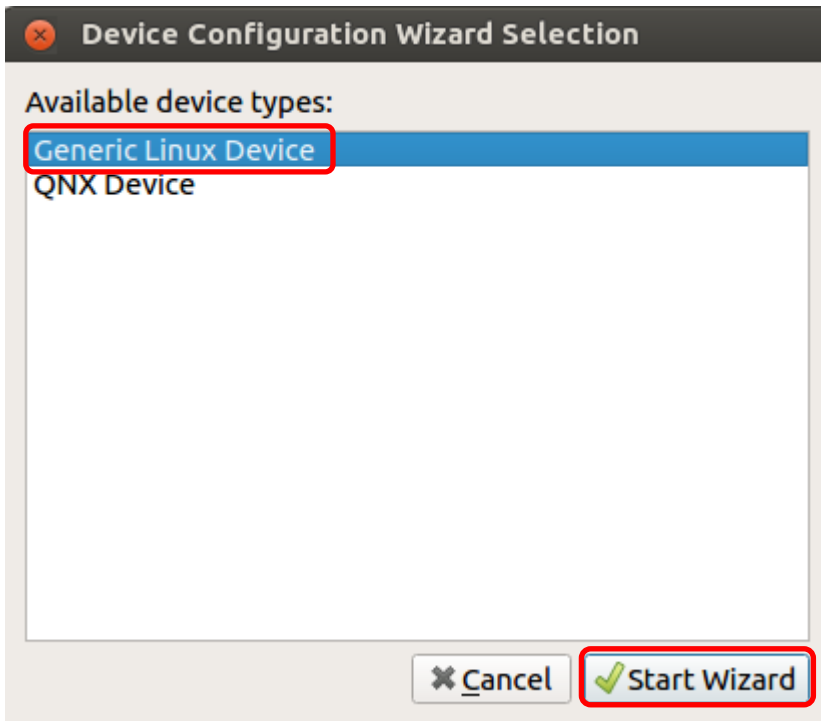 Device Configuration Wizard Selection
Available device types:
Generic Linux Device
QNX Device
Cancel Start Wizard